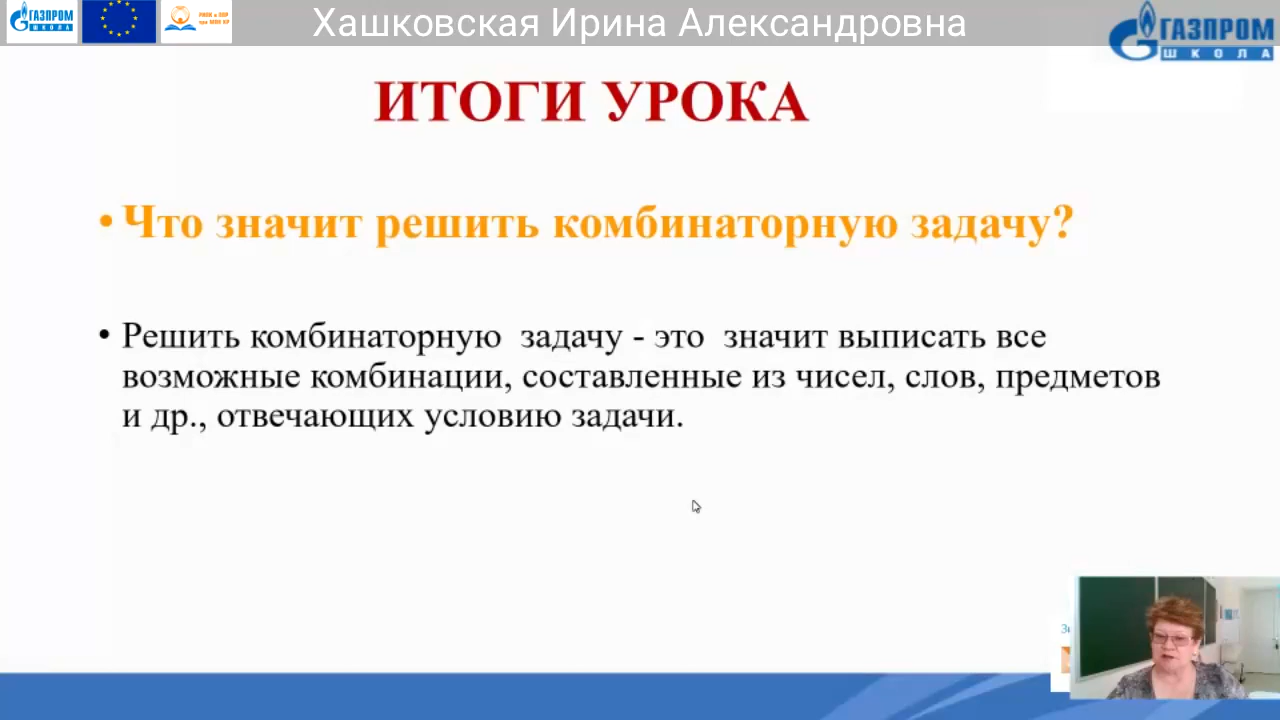 ГАЗПРОМ
ШКОЛА
Хашковская Ирина Александровна
ГАЗПРОМ
ШКОЛА
ИТОГИ УРОКА
• Что значит решить комбинаторную задачу?
• Решить комбинаторную задачу - это значит выписать все
возможные комбинации, составленные из чисел, слов, предметов
и др., отвечающих условию задачи.